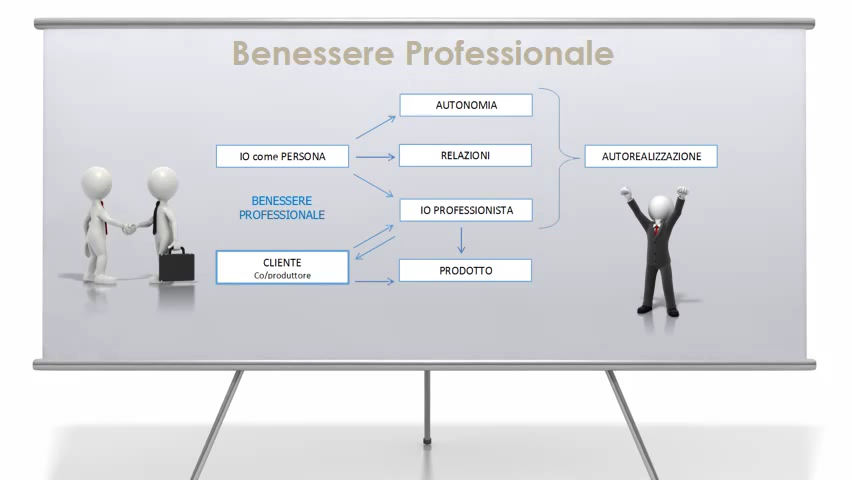 Benessere Professionale
AUTONOMIA
IO come PERSONA
RELAZIONI
AUTOREALIZZAZIONE
BENESSERE
PROFESSIONALE
IO PROFESSIONISTA
CLIENTE
Co/produttore
PRODOTTO